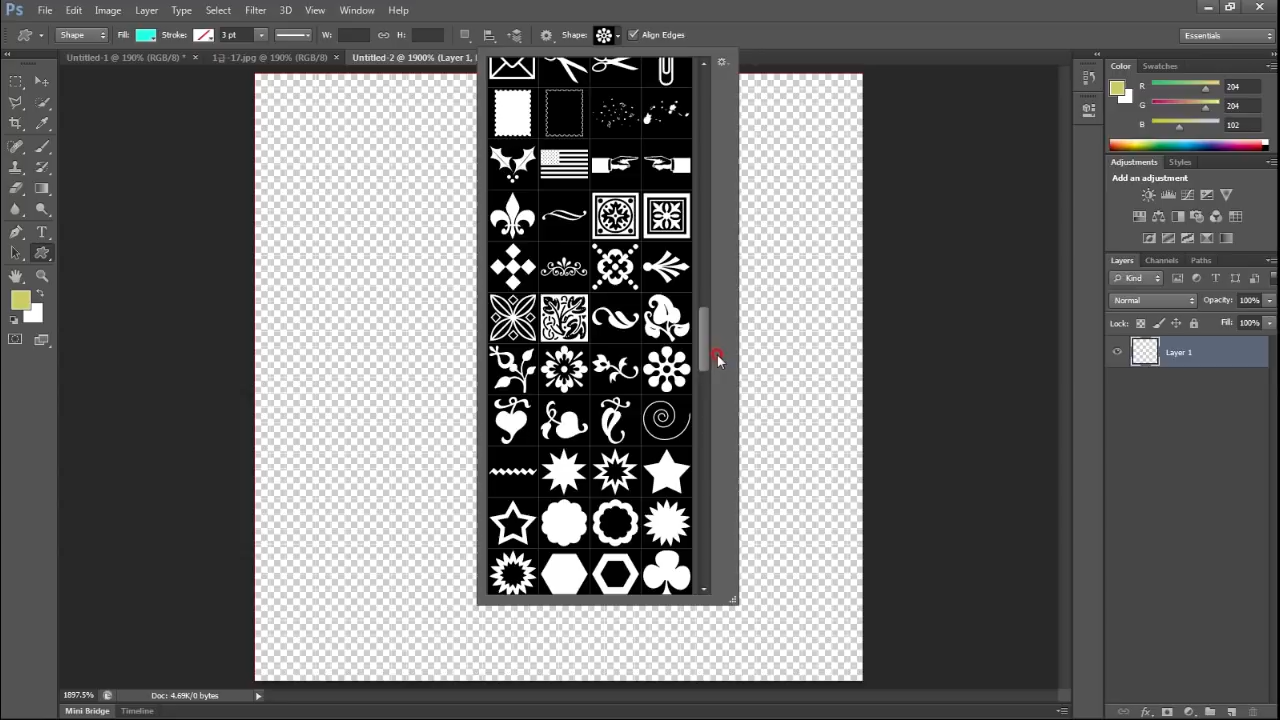 Ps File Edit Image Layer Type Select Filter 3D View Window Help
Shape Fill: Stroke: 3 pt W: H: Shape: Align Edges Essentials
Untitled-1 @ 190% (RGB/8) * × 1급-17.jpg @ 190% (RGB/8) × Untitled-2 @ 1900% (Layer 1,
Color Swatches
R 204
G 204
B 102
Adjustments Styles
Add an adjustment
Layers Channels Paths
Kind
Normal Opacity: 100%
Lock: Fill: 100%
Layer 1
1897.5% Doc: 4.69K/0 bytes
Mini Bridge Timeline